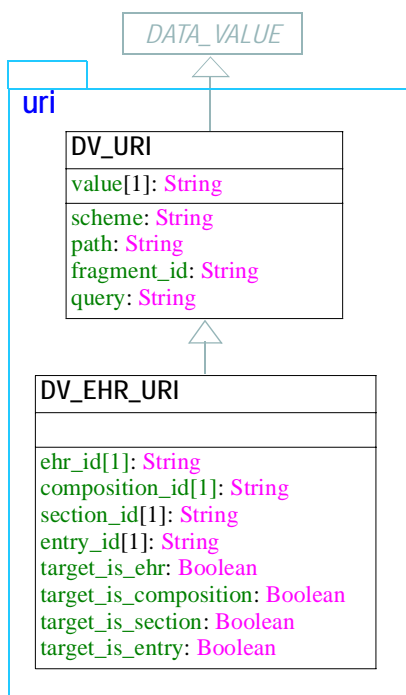 DATA_VALUE
uri
DV_URI
value[1]: String
scheme: String
path: String
fragment_id: String
query: String
DV_EHR_URI
ehr_id[1]: String
composition_id[1]: String
section_id[1]: String
entry_id[1]: String
target_is_ehr: Boolean
target_is_composition: Boolean
target_is_section: Boolean
target_is_entry: Boolean